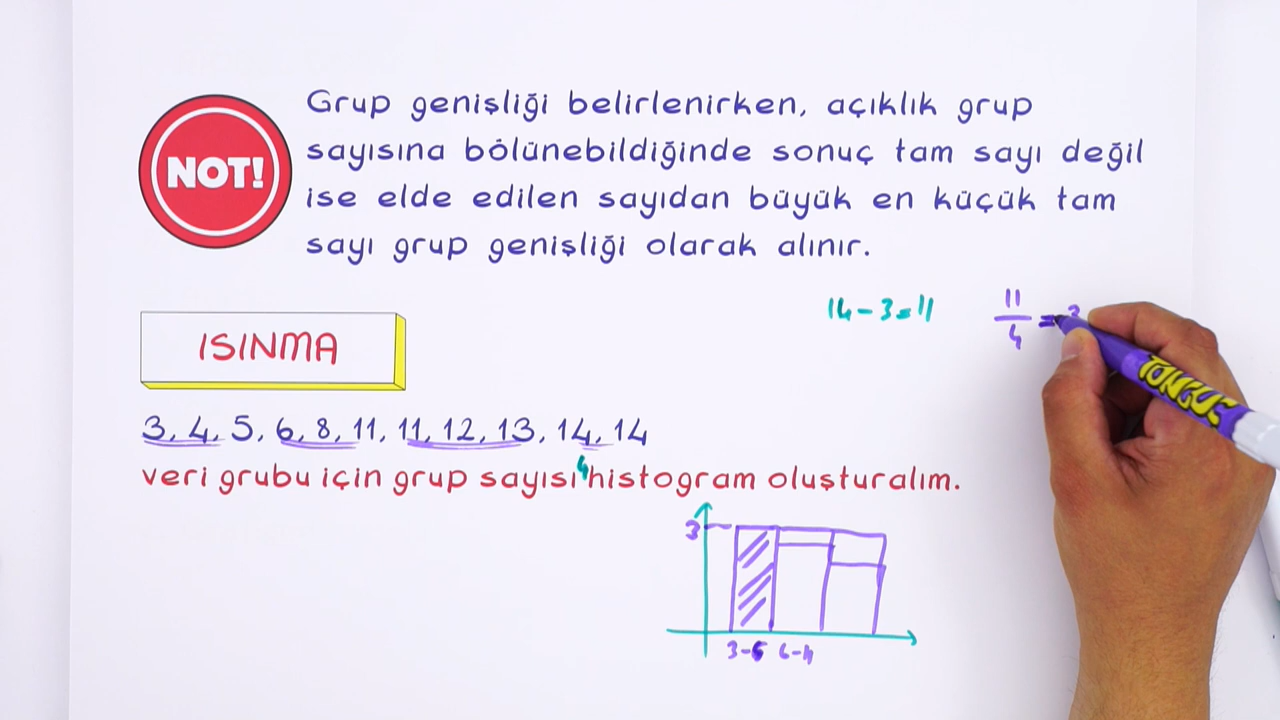 Grup genişliği belirlenirken, açıklık grup
sayısına bölünebildiğinde sonuç tam sayı değil
ise elde edilen sayıdan büyük en küçük tam
sayı grup genişliği olarak alınır.
NOT!
14-3=11
11
4
=
ISINMA
3, 4, 5, 6, 8, 11, 11, 12, 13, 14, 14
veri grubu için grup sayısı 4 histogram oluşturalım.
3
3-5 6-